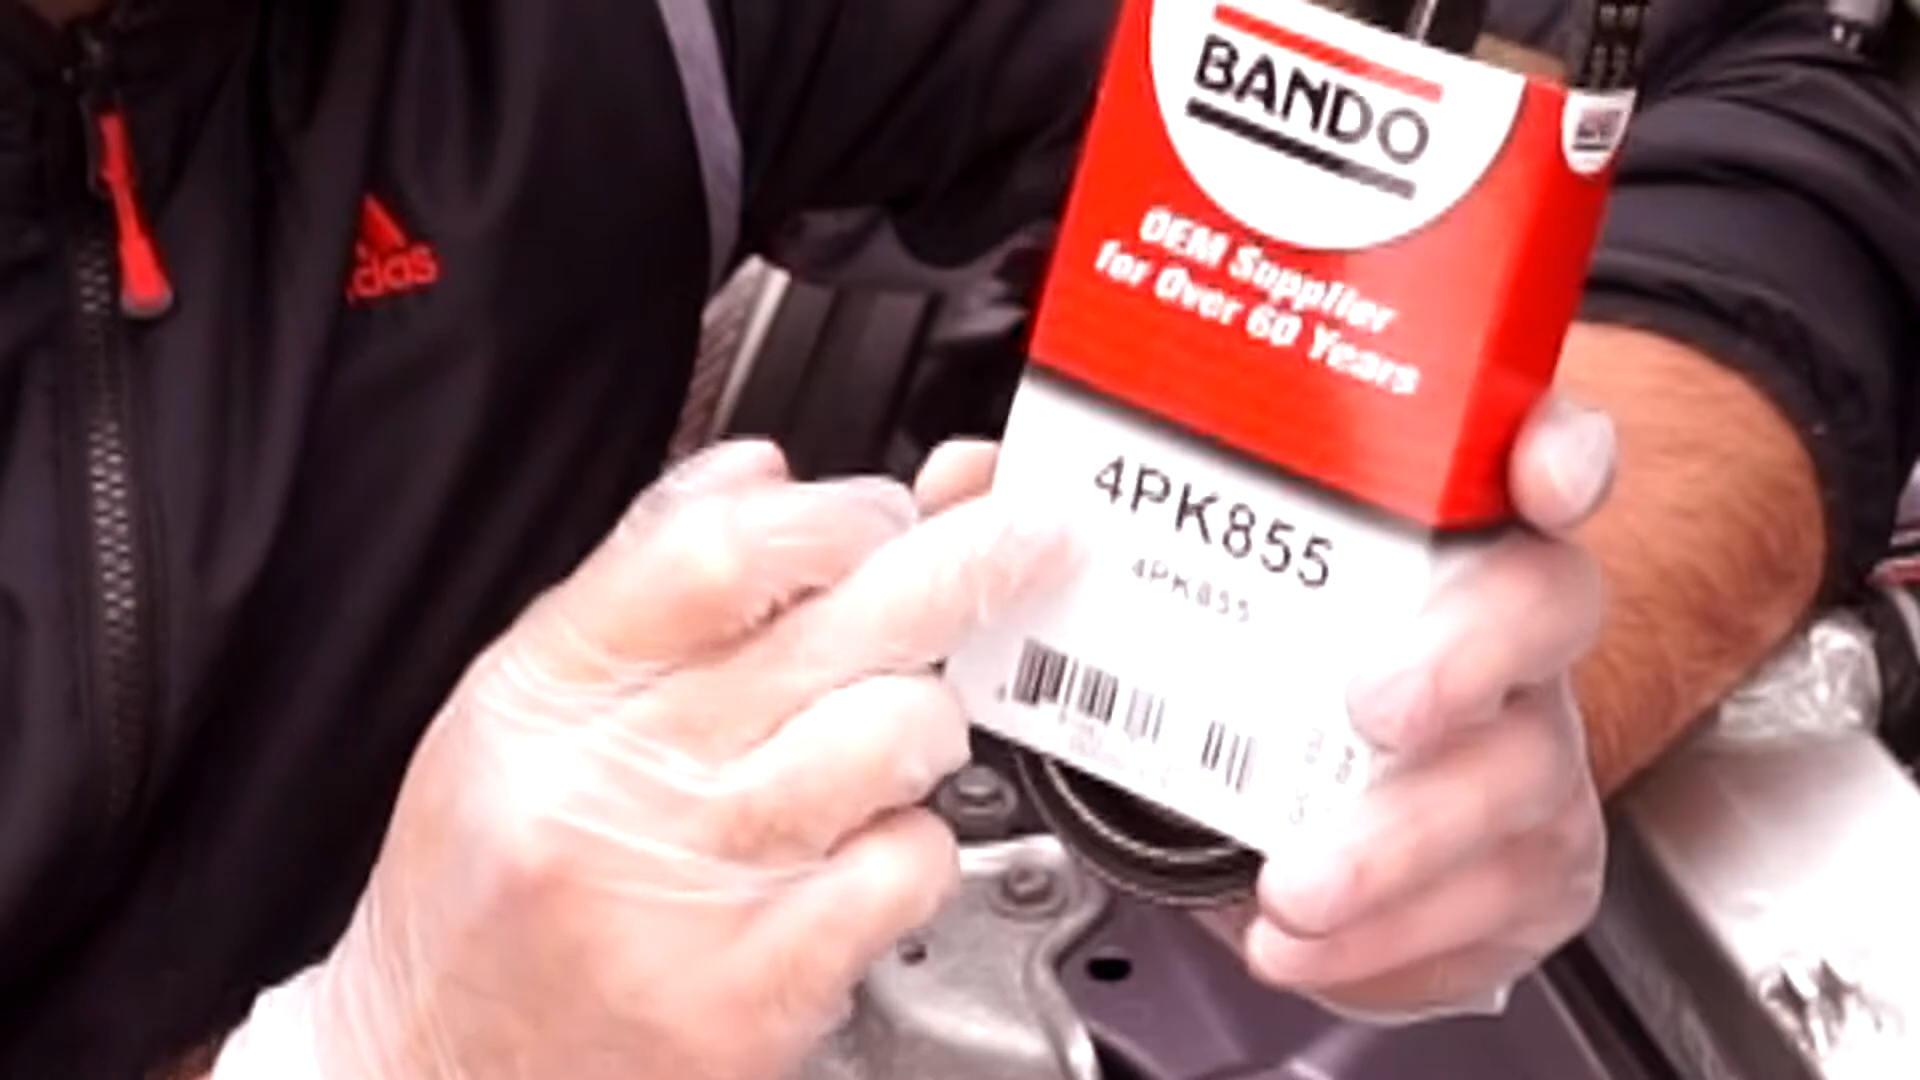 BANDO
OEM Supplier
for Over 60 Years
4PK855
4PK855
adidas